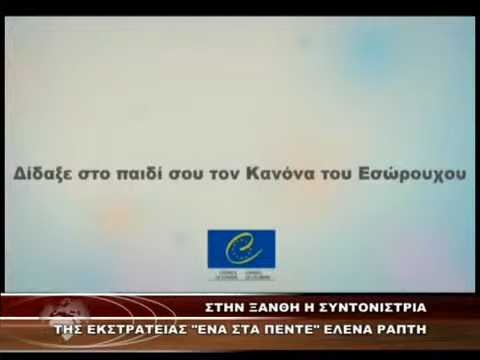 Δίδαξε στο παιδί σου τον Κανόνα του Εσώρουχου
ΣΤΗΝ ΞΑΝΘΗ Η ΣΥΝΤΟΝΙΣΤΡΙΑ
ΤΗΣ ΕΚΣΤΡΑΤΕΙΑΣ "ΕΝΑ ΣΤΑ ΠΕΝΤΕ" ΕΛΕΝΑ ΡΑΠΤΗ